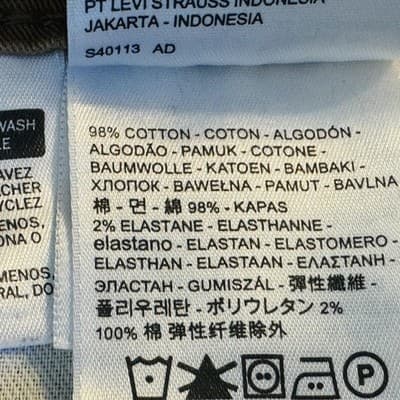 PT LEVI STRAUSS INDONESIA
JAKARTA - INDONESIA
S40113 AD
WASH
LE
AVEZ
CHER
YCLEZ
MENOS,
ONA O
MENOS,
RAL, DO
98% COTTON - COTON - ALGODÓN -
ALGODÃO - PAMUK - COTONE -
BAUMWOLLE - KATOEN - BAMBAKI -
ХЛОПОК - BAWEŁNA - PAMUT - BAVLNA
棉 - 면 - 綿 98% - KAPAS
2% ELASTANE - ELASTHANNE -
elastano - ELASTAN - ELASTOMERO -
ELASTHAN - ELASTAAN - ΕΛΑΣΤΑΝΗ -
ЭЛАСТАН - GUMISZÁL - 彈性纖維 -
폴리우레탄 - ポリウレタン 2%
100% 棉 弹性纤维除外
P